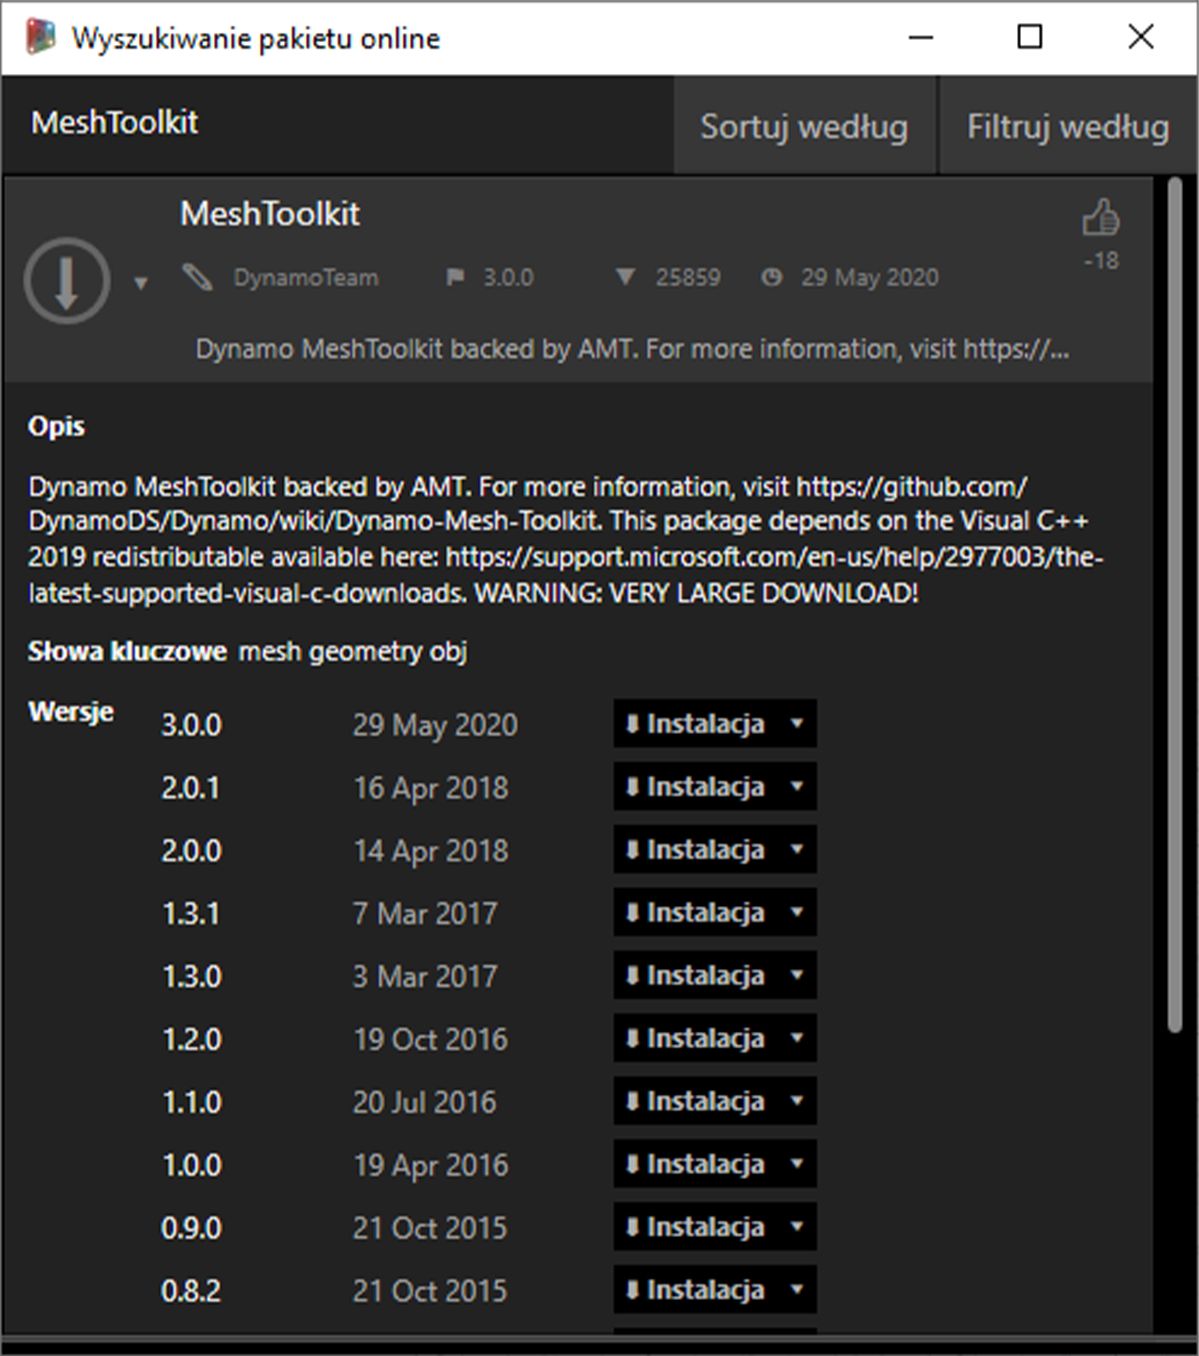 Wyszukiwanie pakietu online
MeshToolkit
Sortuj według
Filtruj według
MeshToolkit
-18
DynamoTeam 3.0.0 25859 29 May 2020
Dynamo MeshToolkit backed by AMT. For more information, visit https://...
Opis
Dynamo MeshToolkit backed by AMT. For more information, visit https://github.com/
DynamoDS/Dynamo/wiki/Dynamo-Mesh-Toolkit. This package depends on the Visual C++
2019 redistributable available here: https://support.microsoft.com/en-us/help/2977003/the-
latest-supported-visual-c-downloads. WARNING: VERY LARGE DOWNLOAD!
Słowa kluczowe mesh geometry obj
Wersje
3.0.0 29 May 2020 Instalacja
2.0.1 16 Apr 2018 Instalacja
2.0.0 14 Apr 2018 Instalacja
1.3.1 7 Mar 2017 Instalacja
1.3.0 3 Mar 2017 Instalacja
1.2.0 19 Oct 2016 Instalacja
1.1.0 20 Jul 2016 Instalacja
1.0.0 19 Apr 2016 Instalacja
0.9.0 21 Oct 2015 Instalacja
0.8.2 21 Oct 2015 Instalacja